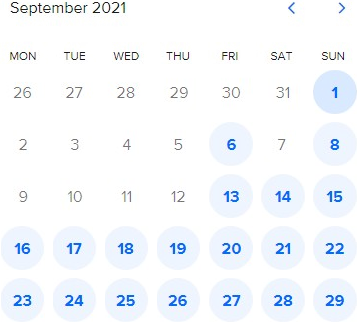 September 2021
MON TUE WED THU FRI SAT SUN
26 27 28 29 30 31 1
2 3 4 5 6 7 8
9 10 11 12 13 14 15
16 17 18 19 20 21 22
23 24 25 26 27 28 29